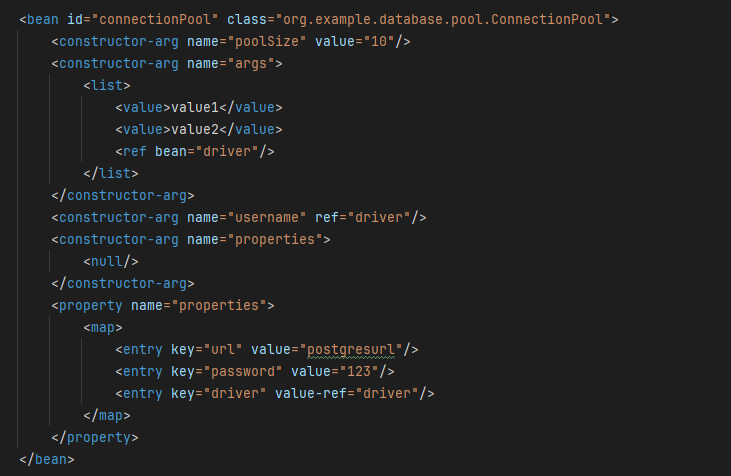 <bean id="connectionPool" class="org.example.database.pool.ConnectionPool">
    <constructor-arg name="poolSize" value="10"/>
    <constructor-arg name="args">
        <list>
            <value>value1</value>
            <value>value2</value>
            <ref bean="driver"/>
        </list>
    </constructor-arg>
    <constructor-arg name="username" ref="driver"/>
    <constructor-arg name="properties">
        <null/>
    </constructor-arg>
    <property name="properties">
        <map>
            <entry key="url" value="postgresurl"/>
            <entry key="password" value="123"/>
            <entry key="driver" value-ref="driver"/>
        </map>
    </property>
</bean>